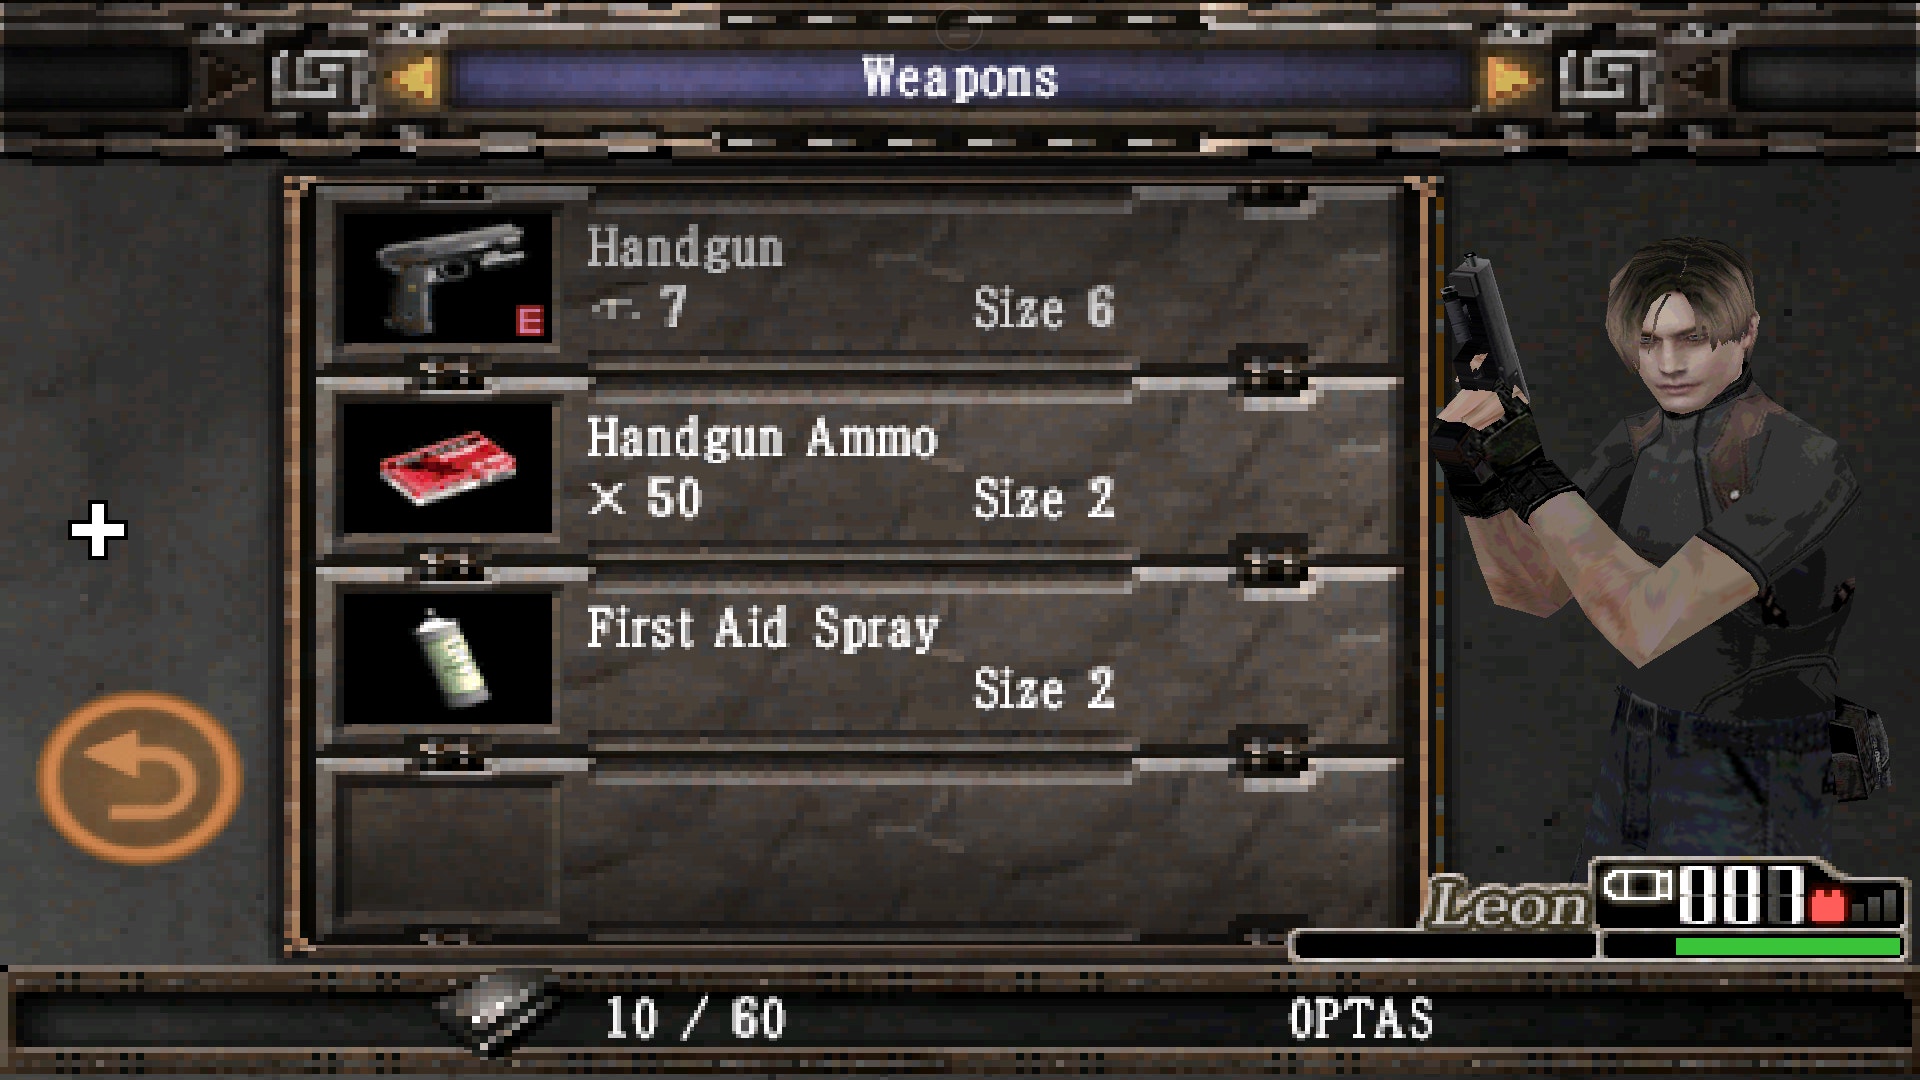 Weapons
Handgun
7 Size 6
E
Handgun Ammo
× 50 Size 2
First Aid Spray
Size 2
Leon
007
10 / 60
0PTAS